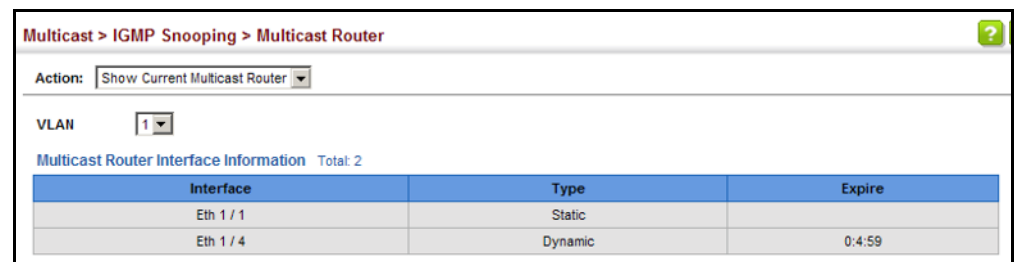 Multicast > IGMP Snooping > Multicast Router
?
Action: Show Current Multicast Router
VLAN 1
Multicast Router Interface Information Total: 2
Interface Type Expire
Eth 1 / 1 Static
Eth 1 / 4 Dynamic 0:4:59